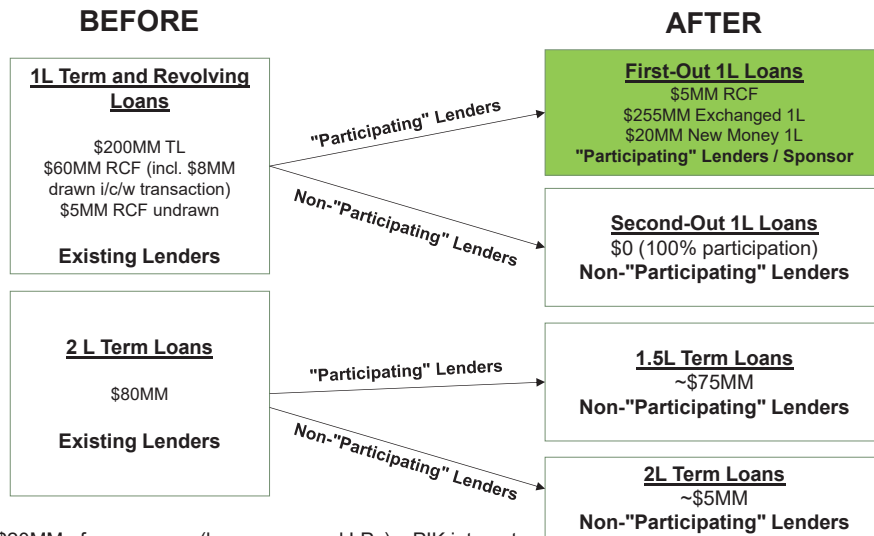 BEFORE
AFTER
1L Term and Revolving
Loans
$200MM TL
$60MM RCF (incl. $8MM
drawn i/c/w transaction)
$5MM RCF undrawn
Existing Lenders
"Participating" Lenders
Non-"Participating" Lenders
First-Out 1L Loans
$5MM RCF
$255MM Exchanged 1L
$20MM New Money 1L
"Participating" Lenders / Sponsor
Second-Out 1L Loans
$0 (100% participation)
Non-"Participating" Lenders
2 L Term Loans
$80MM
Existing Lenders
"Participating" Lenders
Non-"Participating" Lenders
1.5L Term Loans
~$75MM
Non-"Participating" Lenders
2L Term Loans
~$5MM
Non-"Participating" Lenders